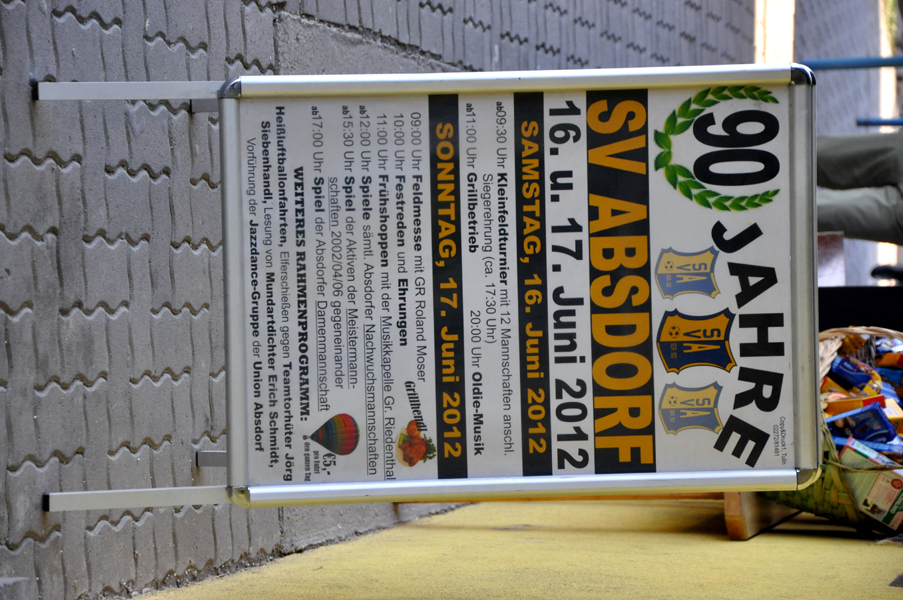 90 JAHRE
SVA
SVA
SVA
SV ABSDORF
16. u. 17. Juni 2012
SAMSTAG, 16. Juni 2012
ab09:30 Uhr Kleinfeldturnier mit 12 Mannschaften anschl.
Siegerehrung (ca. 17:30 Uhr)
ab11:00 Uhr Grillbetrieb 20:00 Uhr Oldie-Musik
SONNTAG, 17. Juni 2012
09:00 Uhr Feldmesse mit GR Roland Moser
10:00 Uhr Festreden und Ehrungen
11:00 Uhr Frühshoppen mit der Musikkapelle Gr. Riedenthal
ab12:00 Uhr Spiele sämtl. Absdorfer Nachwuchsmannschaften
ab15:30 Uhr Spiel der Aktiven der Meistermann-
schaften 2002/04/06 gegeneinander
ab17:00 Uhr Spiel der Absdorfer Damenmannschaft
Grillhendl
€5,-
pro Fahrt
WEITERES RAHMENPROGRAMM:
Heißluftballonfahrten, Elferschießen gegen Teamtorhüter Jörg
Siebenhandl, Lesung von Mundartdichter Erich Schmidt,
Vorführung der Jazzdance-Gruppe der Union Absdorf